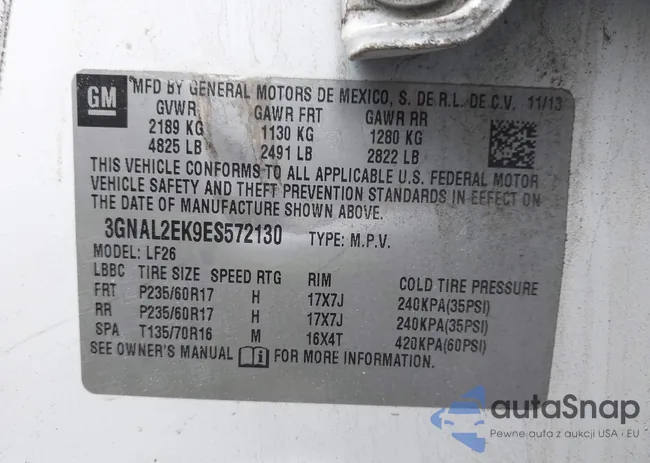 GM
MFD BY GENERAL MOTORS DE MEXICO, S. DE R.L. DE C.V. 11/13
GVWR GAWR FRT GAWR RR
2189 KG 1130 KG 1280 KG
4825 LB 2491 LB 2822 LB
THIS VEHICLE CONFORMS TO ALL APPLICABLE U.S. FEDERAL MOTOR
VEHICLE SAFETY AND THEFT PREVENTION STANDARDS IN EFFECT ON
THE DATE OF MANUFACTURE SHOWN ABOVE.
3GNAL2EK9ES572130 TYPE: M.P.V.
MODEL: LF26
LBBC TIRE SIZE SPEED RTG RIM COLD TIRE PRESSURE
FRT P235/60R17 H 17X7J 240KPA(35PSI)
RR P235/60R17 H 17X7J 240KPA(35PSI)
SPA T135/70R16 M 16X4T 420KPA(60PSI)
SEE OWNER'S MANUAL i FOR MORE INFORMATION.
autaSnap
Pewne auta z aukcji USA · EU